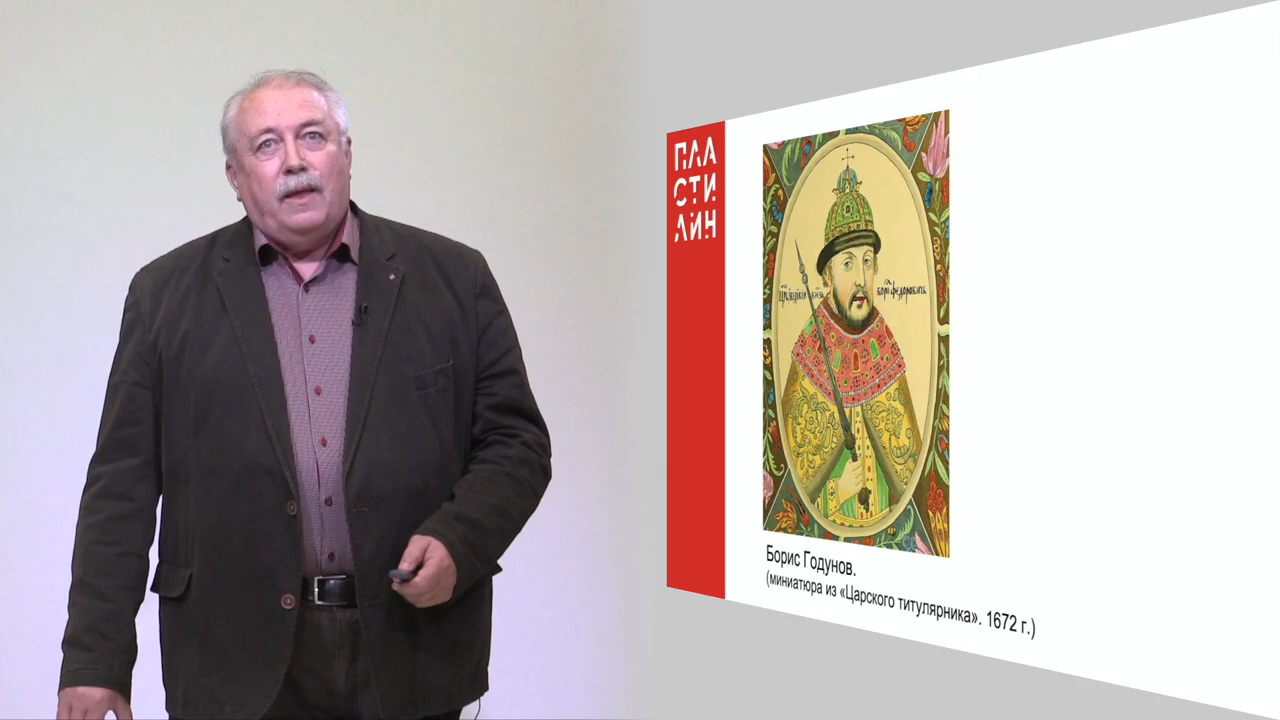 ПЛА
СТИ
ЛИН
Борис Годунов.
(миниатюра из «Царского титулярника». 1672 г.)